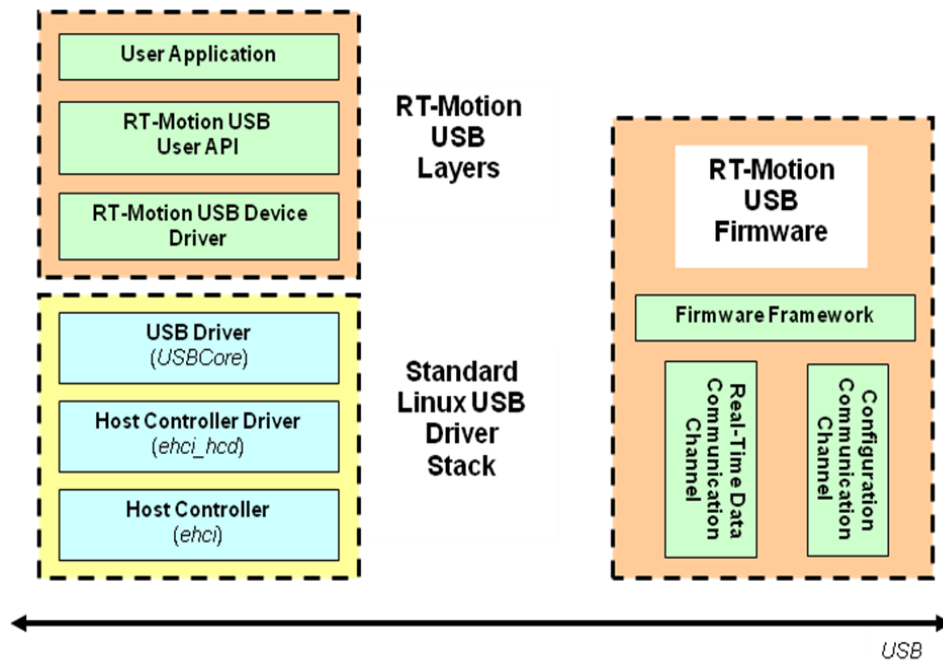 User Application
RT-Motion USB
User API
RT-Motion USB Device
Driver
RT-Motion
USB
Layers
USB Driver
(USBCore)
Host Controller Driver
(ehci_hcd)
Host Controller
(ehci)
Standard
Linux USB
Driver
Stack
RT-Motion
USB
Firmware
Firmware Framework
Real-Time Data
Communication
Channel
Configuration
Communication
Channel
USB